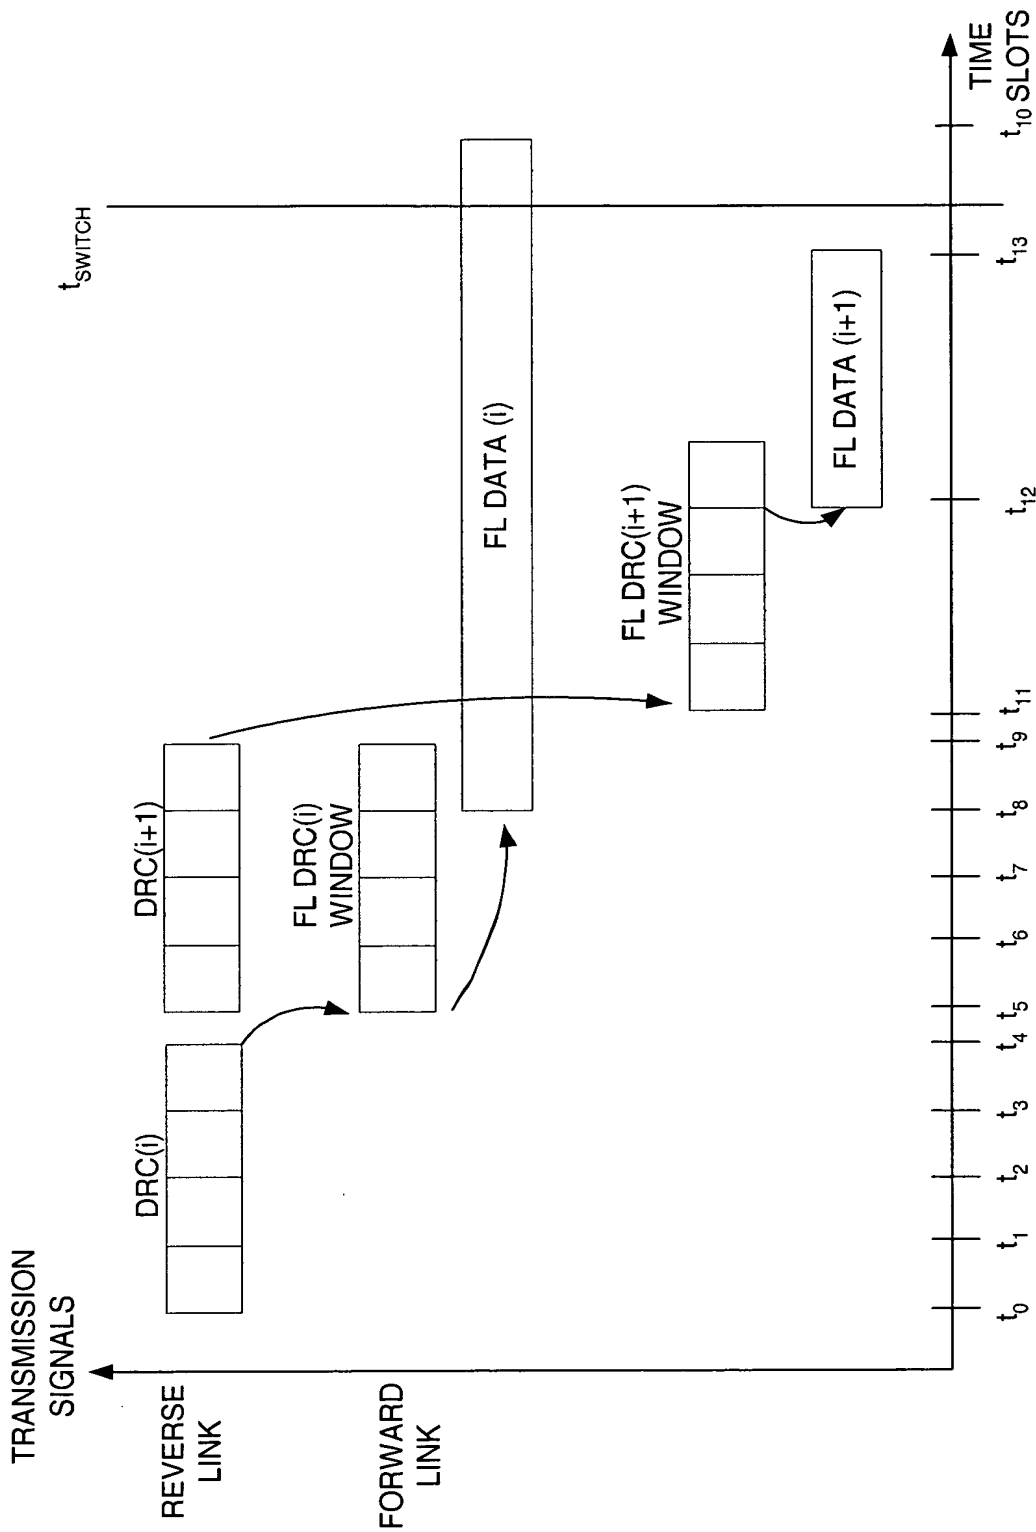 TRANSMISSION
SIGNALS
t_SWITCH
REVERSE
LINK
DRC(i)
DRC(i+1)
FORWARD
LINK
FL DRC(i)
WINDOW
FL DATA (i)
FL DRC(i+1)
WINDOW
FL DATA (i+1)
t0 t1 t2 t3 t4 t5 t6 t7 t8 t9 t11 t12 t13 t10
TIME
SLOTS